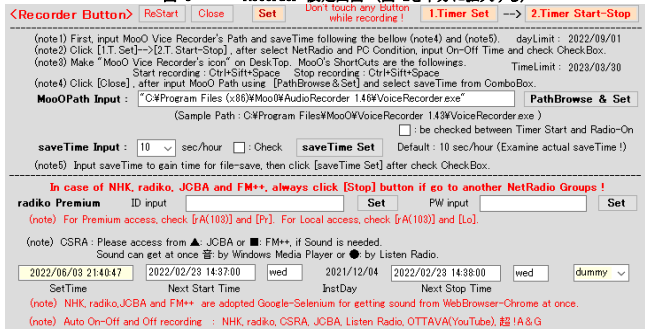 <Recorder Button> ReStart Close Set Don't touch any Button while recording ! 1.Timer Set --> 2.Timer Start-Stop
(note1) First, input MooO Vice Recorder's Path and saveTime following the bellow (note4) and (note5). dayLimit : 2022/09/01
(note2) Click [1.T. Set]-->[2.T. Start-Stop] , after select NetRadio and PC Condition, input On-Off Time and check CheckBox.
(note3) Make "MooO Vice Recorder's icon" on DeskTop. MooO's ShortCuts are the followings. TimeLimit : 2023/03/30
Start recording : Ctrl+Sift+Space Stop recording : Ctrl+Sift+Space
(note4) Click [Close] , after input MooO Path using [PathBrowse & Set] and select saveTime from ComboBox.
MooOPath Input : "C:¥Program Files (x86)¥Moo0¥AudioRecorder 1.46¥VoiceRecorder.exe" PathBrowse & Set
(Sample Path : C:¥Program Files¥MooO¥VoiceRecorder 1.43¥VoiceRecorder.exe )
: be checked between Timer Start and Radio-On
saveTime Input : 10 sec/hour : Check saveTime Set Default : 10 sec/hour (Examine actual saveTime !)
(note5) Input saveTime to gain time for file-save, then click [saveTime Set] after check CheckBox.
In case of NHK, radiko, JCBA and FM++, always click [Stop] button if go to another NetRadio Groups !
radiko Premium ID input Set PW input Set
(note) For Premium access, check [rA(103)] and [Pr]. For Local access, check [rA(103)] and [Lo].
(note) CSRA : Please access from ▲: JCBA or ■: FM++, if Sound is needed.
Sound can get at once 音: by Windows Media Player or ●: by Listen Radio.
2022/06/03 21:40:47 2022/02/23 14:37:00 wed 2021/12/04 2022/02/23 14:38:00 wed dummy
SetTime Next Start Time InstDay Next Stop Time
(note) NHK, radiko,JCBA and FM++ are adopted Google-Selenium for getting sound from WebBrowser-Chrome at once.
(note) Auto On-Off and Off recording : NHK, radiko, CSRA, JCBA, Listen Radio, OTTAVA(YouTube), 超!A&G